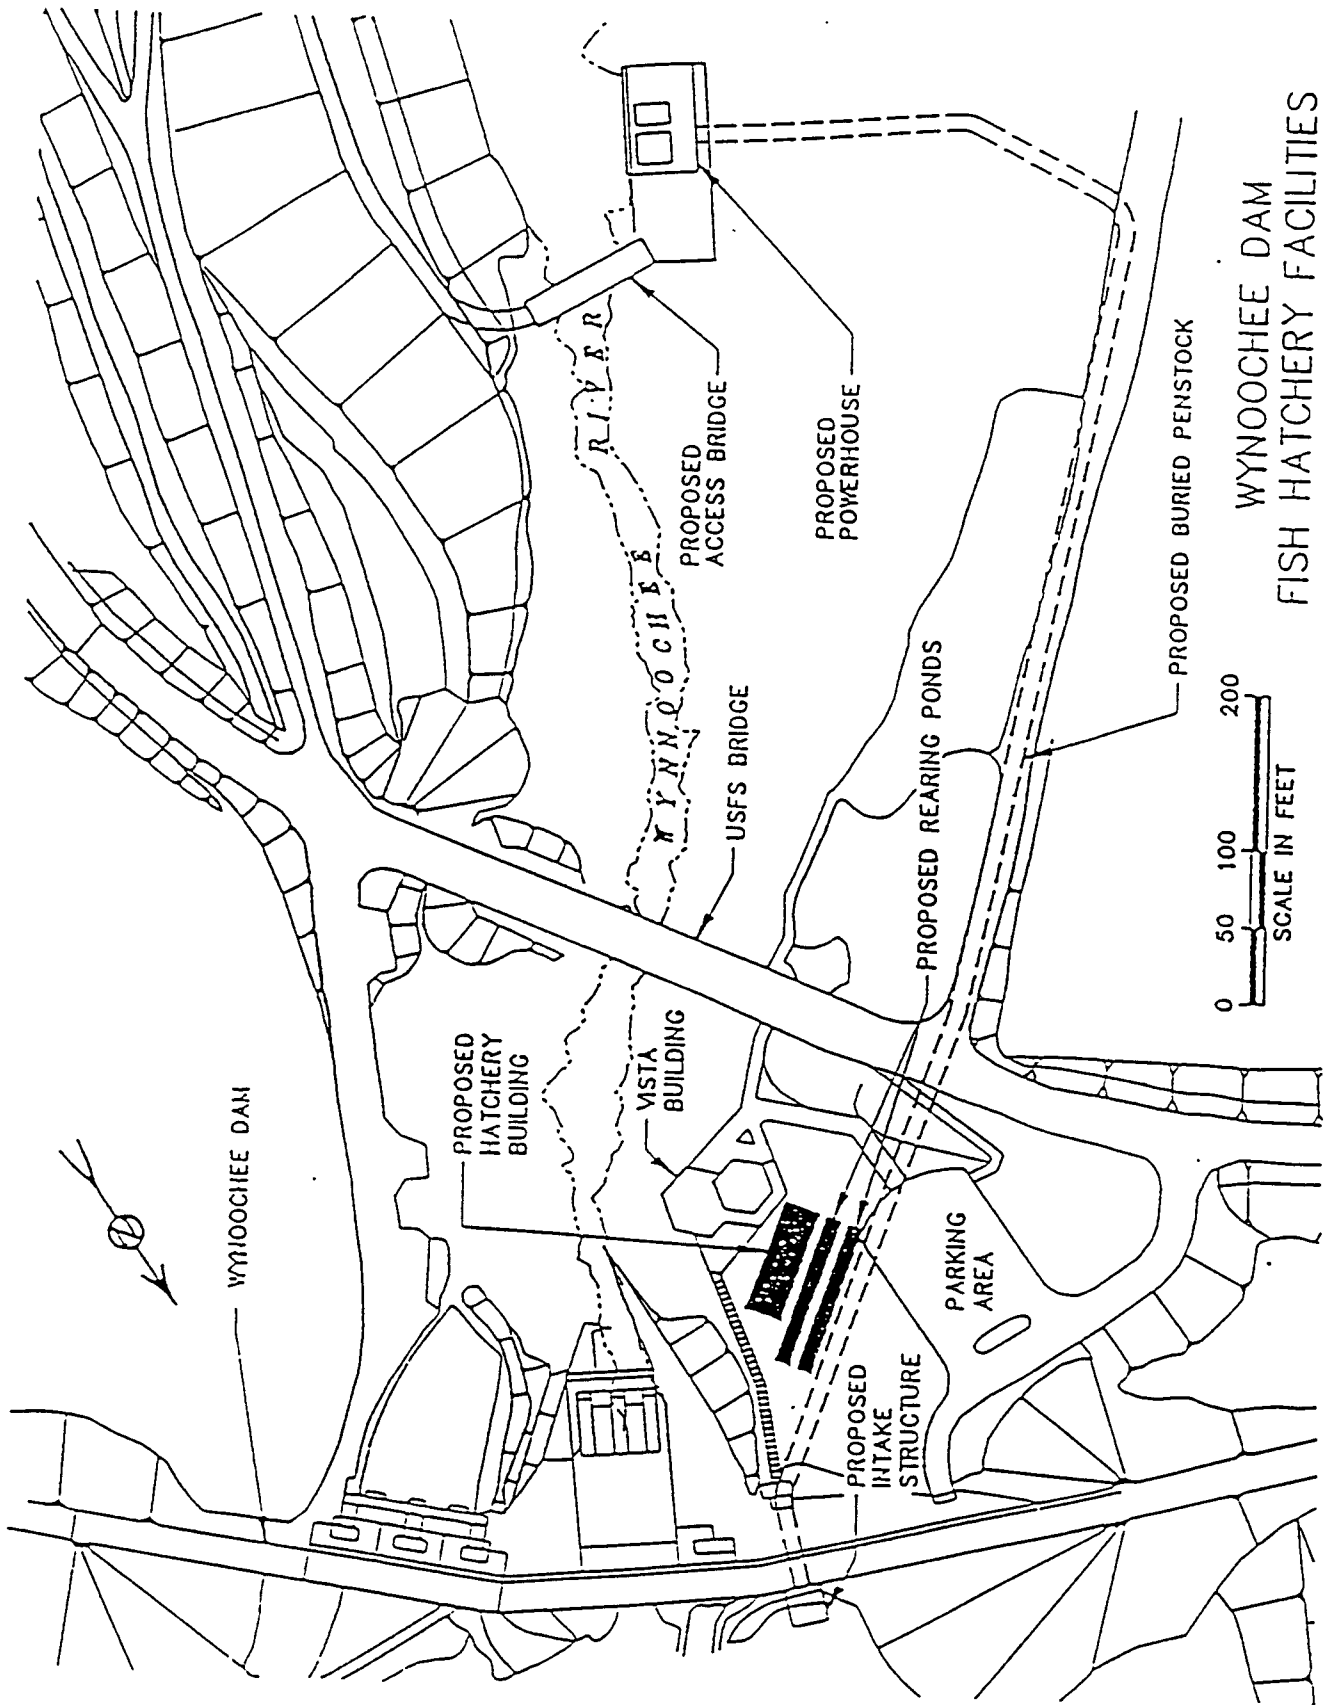 WYNOOCHEE DAM
FISH HATCHERY FACILITIES
WYNOOCHEE DAM
PROPOSED
HATCHERY
BUILDING
VISTA
BUILDING
USFS BRIDGE
WYNNOOCHEE RIVER
PROPOSED
ACCESS BRIDGE
PROPOSED
POWERHOUSE
PROPOSED REARING PONDS
PROPOSED BURIED PENSTOCK
PARKING
AREA
PROPOSED
INTAKE
STRUCTURE
0 50 100 200
SCALE IN FEET
N